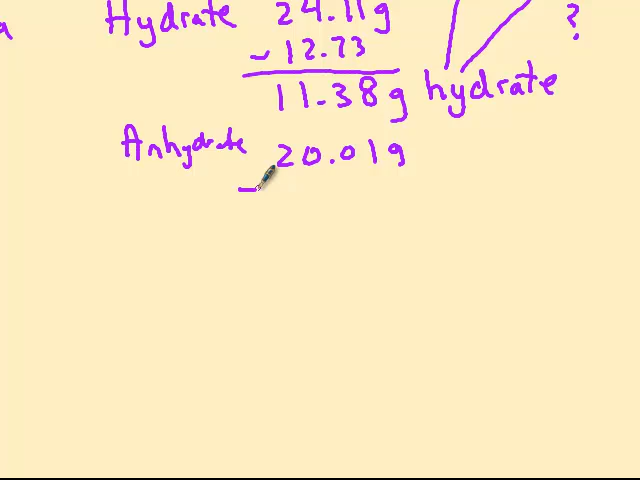 a Hydrate 24.11g
- 12.73
?
11.38g hydrate
Anhydrate 20.01g
-